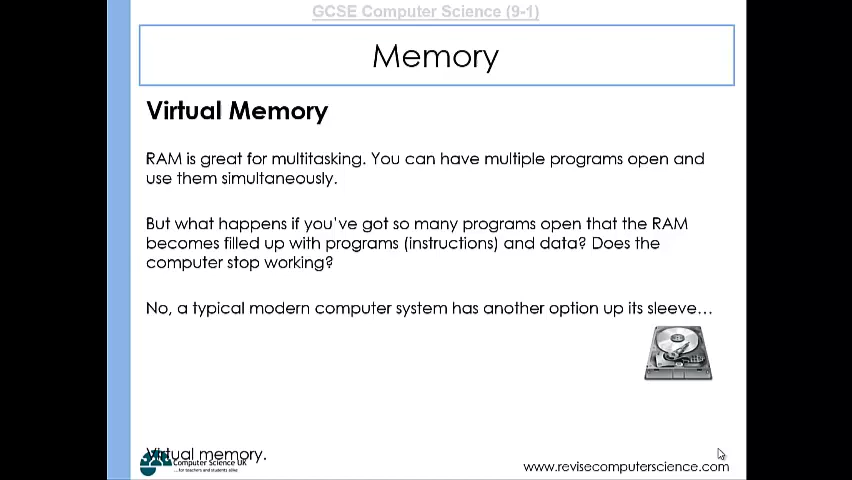 GCSE Computer Science (9-1)
Memory
Virtual Memory
RAM is great for multitasking. You can have multiple programs open and
use them simultaneously.
But what happens if you've got so many programs open that the RAM
becomes filled up with programs (instructions) and data? Does the
computer stop working?
No, a typical modern computer system has another option up its sleeve…
Virtual memory.
Computer Science UK
...for teachers and students alike
www.revisecomputerscience.com